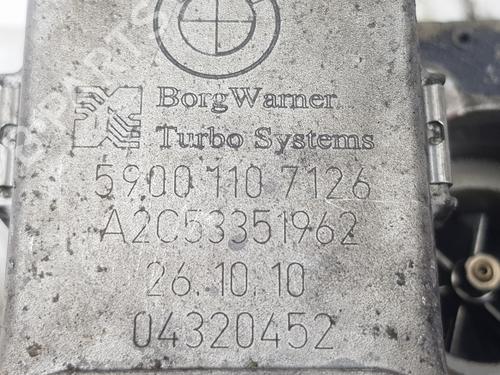 BorgWarner
Turbo Systems
5900 110 7126
A2C53351962
26.10.10
04320452